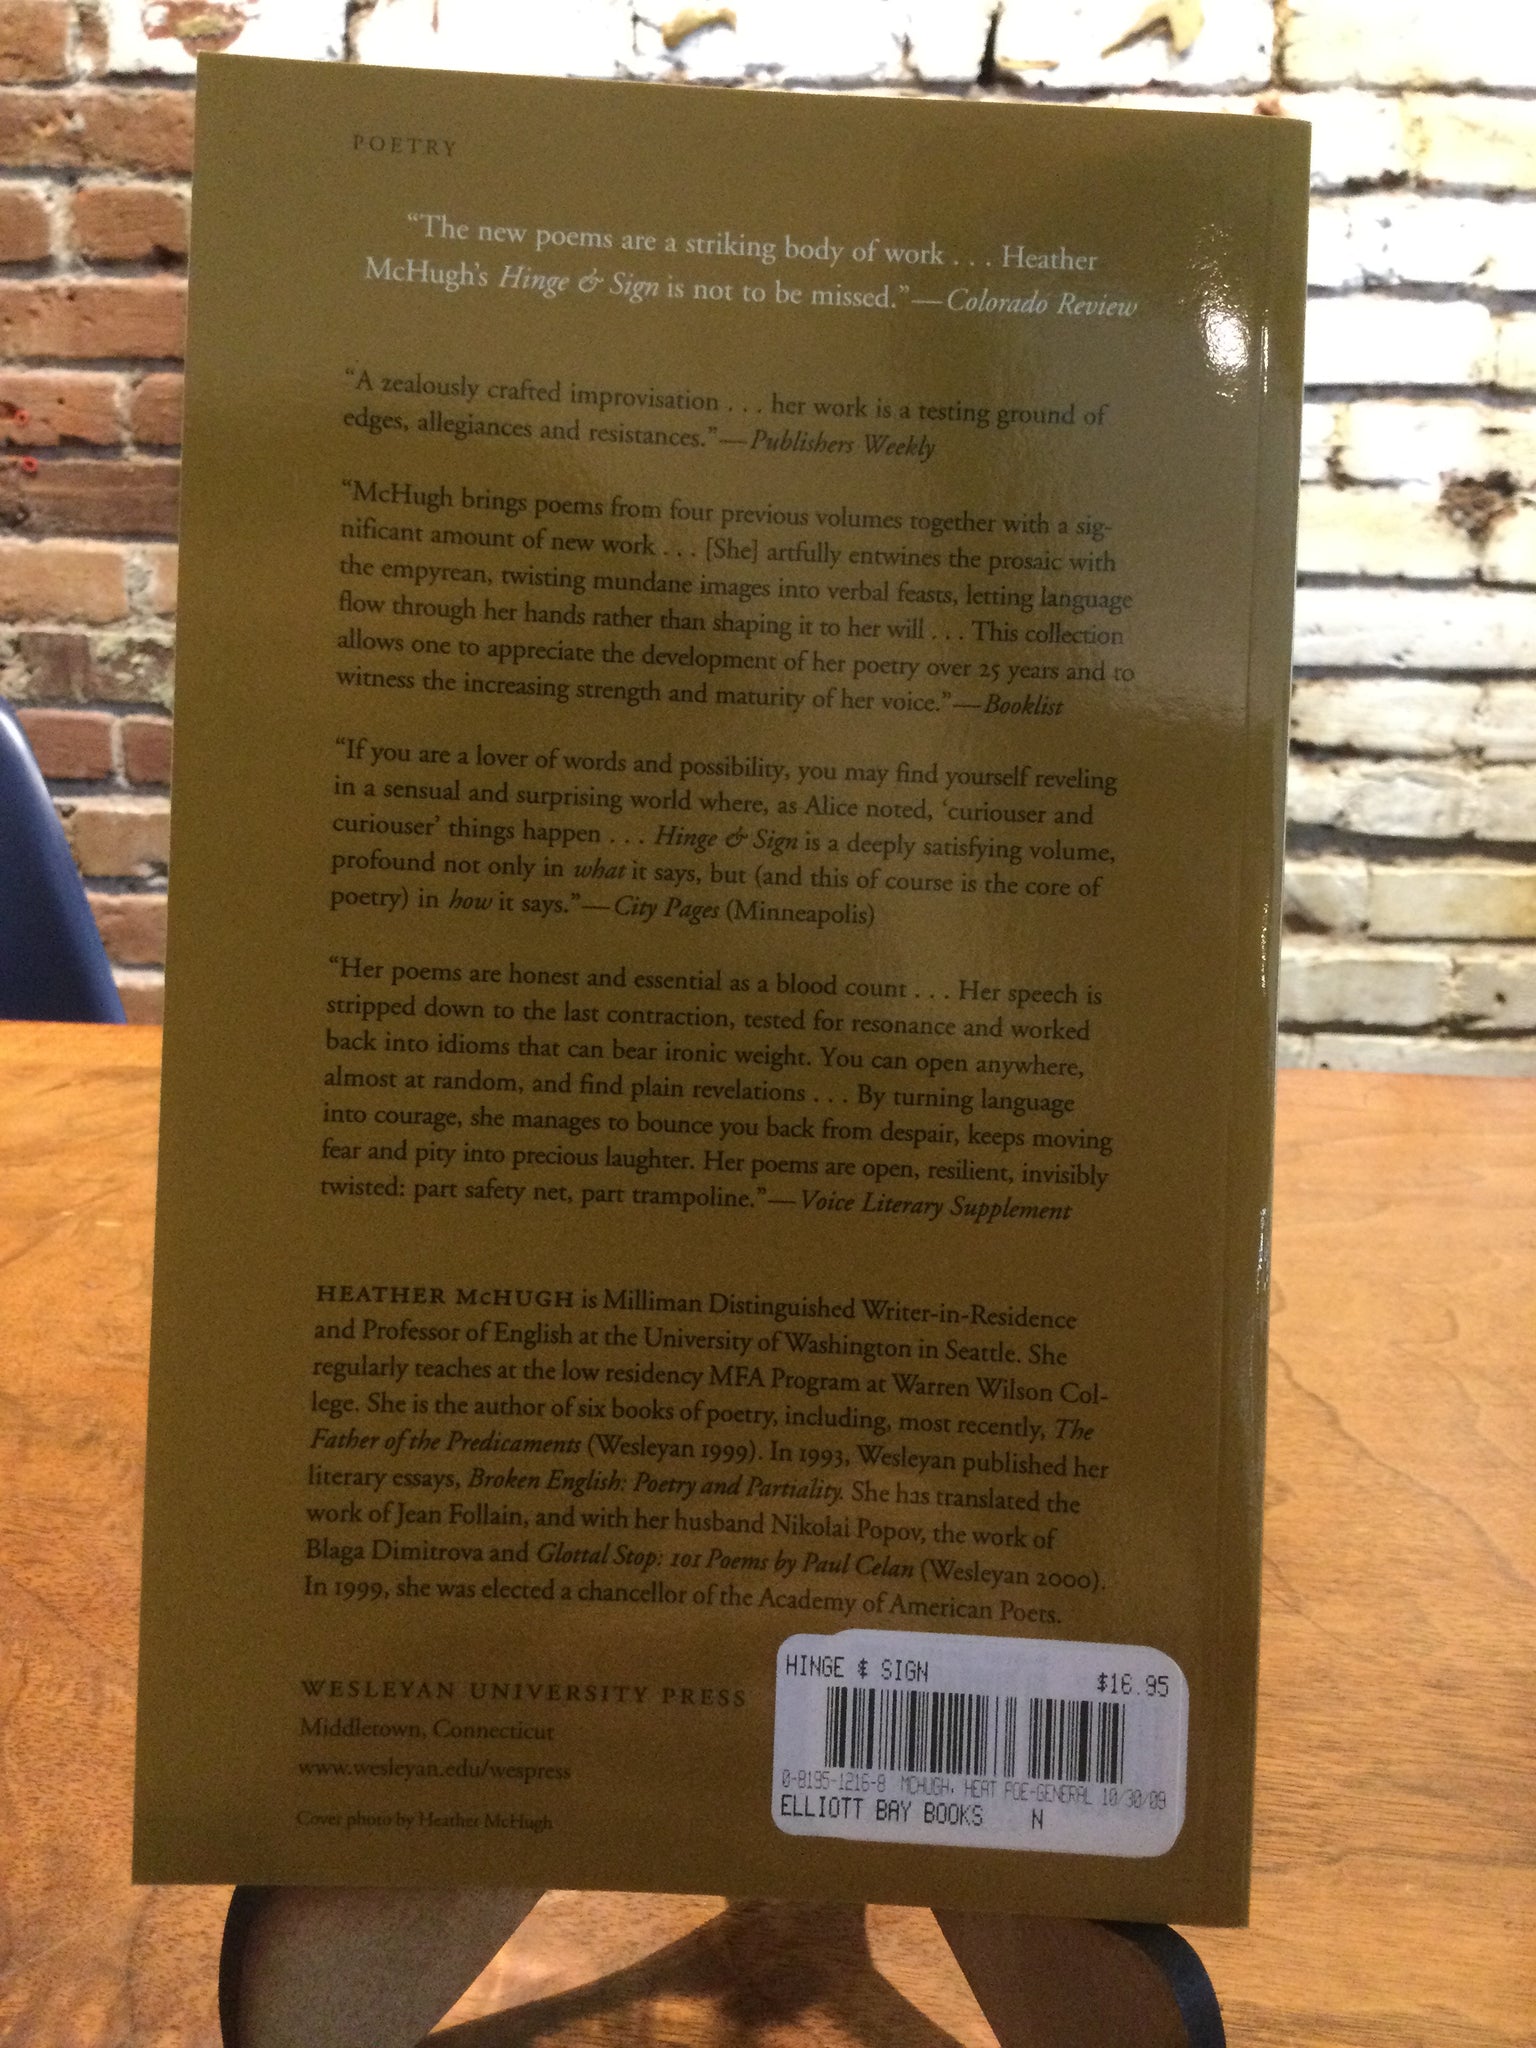 POETRY
“The new poems are a striking body of work . . . Heather
McHugh’s Hinge & Sign is not to be missed.”—Colorado Review
“A zealously crafted improvisation . . . her work is a testing ground of
edges, allegiances and resistances.”—Publishers Weekly
“McHugh brings poems from four previous volumes together with a sig-
nificant amount of new work . . . [She] artfully entwines the prosaic with
the empyrean, twisting mundane images into verbal feasts, letting language
flow through her hands rather than shaping it to her will . . . This collection
allows one to appreciate the development of her poetry over 25 years and to
witness the increasing strength and maturity of her voice.”—Booklist
“If you are a lover of words and possibility, you may find yourself reveling
in a sensual and surprising world where, as Alice noted, ‘curiouser and
curiouser’ things happen . . . Hinge & Sign is a deeply satisfying volume,
profound not only in what it says, but (and this of course is the core of
poetry) in how it says.”—City Pages (Minneapolis)
“Her poems are honest and essential as a blood count . . . Her speech is
stripped down to the last contraction, tested for resonance and worked
back into idioms that can bear ironic weight. You can open anywhere,
almost at random, and find plain revelations . . . By turning language
into courage, she manages to bounce you back from despair, keeps moving
fear and pity into precious laughter. Her poems are open, resilient, invisibly
twisted: part safety net, part trampoline.”—Voice Literary Supplement
HEATHER McHUGH is Milliman Distinguished Writer-in-Residence
and Professor of English at the University of Washington in Seattle. She
regularly teaches at the low residency MFA Program at Warren Wilson Col-
lege. She is the author of six books of poetry, including, most recently, The
Father of the Predicaments (Wesleyan 1999). In 1993, Wesleyan published her
literary essays, Broken English: Poetry and Partiality. She has translated the
work of Jean Follain, and with her husband Nikolai Popov, the work of
Blaga Dimitrova and Glottal Stop: 101 Poems by Paul Celan (Wesleyan 2000).
In 1999, she was elected a chancellor of the Academy of American Poets.
WESLEYAN UNIVERSITY PRESS
Middletown, Connecticut
www.wesleyan.edu/wespress
Cover photo by Heather McHugh
HINGE & SIGN
$16.95
0-8195-1216-8 MCHUGH, HEAT POE-GENERAL 10/30/09
ELLIOTT BAY BOOKS N